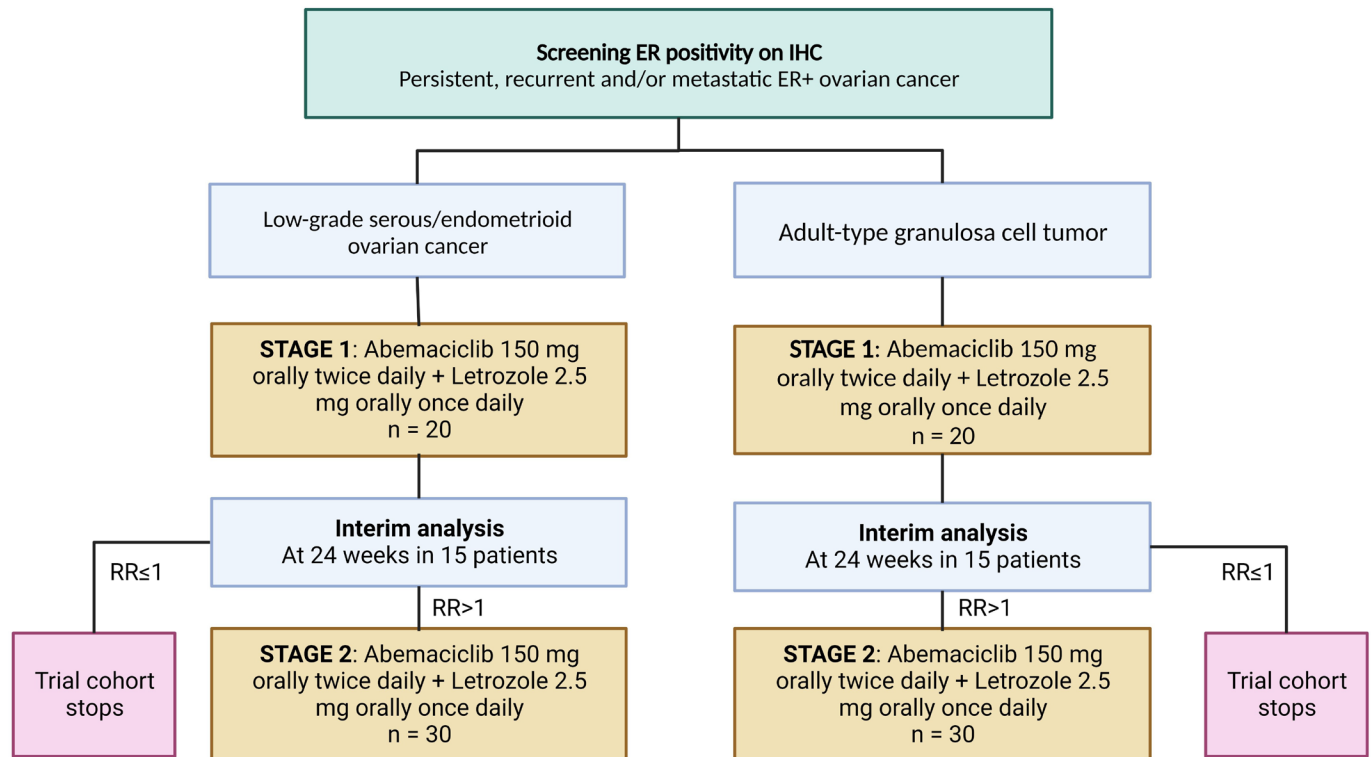 Screening ER positivity on IHC
Persistent, recurrent and/or metastatic ER+ ovarian cancer
Low-grade serous/endometrioid
ovarian cancer
Adult-type granulosa cell tumor
STAGE 1: Abemaciclib 150 mg
orally twice daily + Letrozole 2.5
mg orally once daily
n = 20
STAGE 1: Abemaciclib 150 mg
orally twice daily + Letrozole 2.5
mg orally once daily
n = 20
Interim analysis
At 24 weeks in 15 patients
Interim analysis
At 24 weeks in 15 patients
RR≤1
RR>1
RR>1
RR≤1
Trial cohort
stops
STAGE 2: Abemaciclib 150 mg
orally twice daily + Letrozole 2.5
mg orally once daily
n = 30
STAGE 2: Abemaciclib 150 mg
orally twice daily + Letrozole 2.5
mg orally once daily
n = 30
Trial cohort
stops